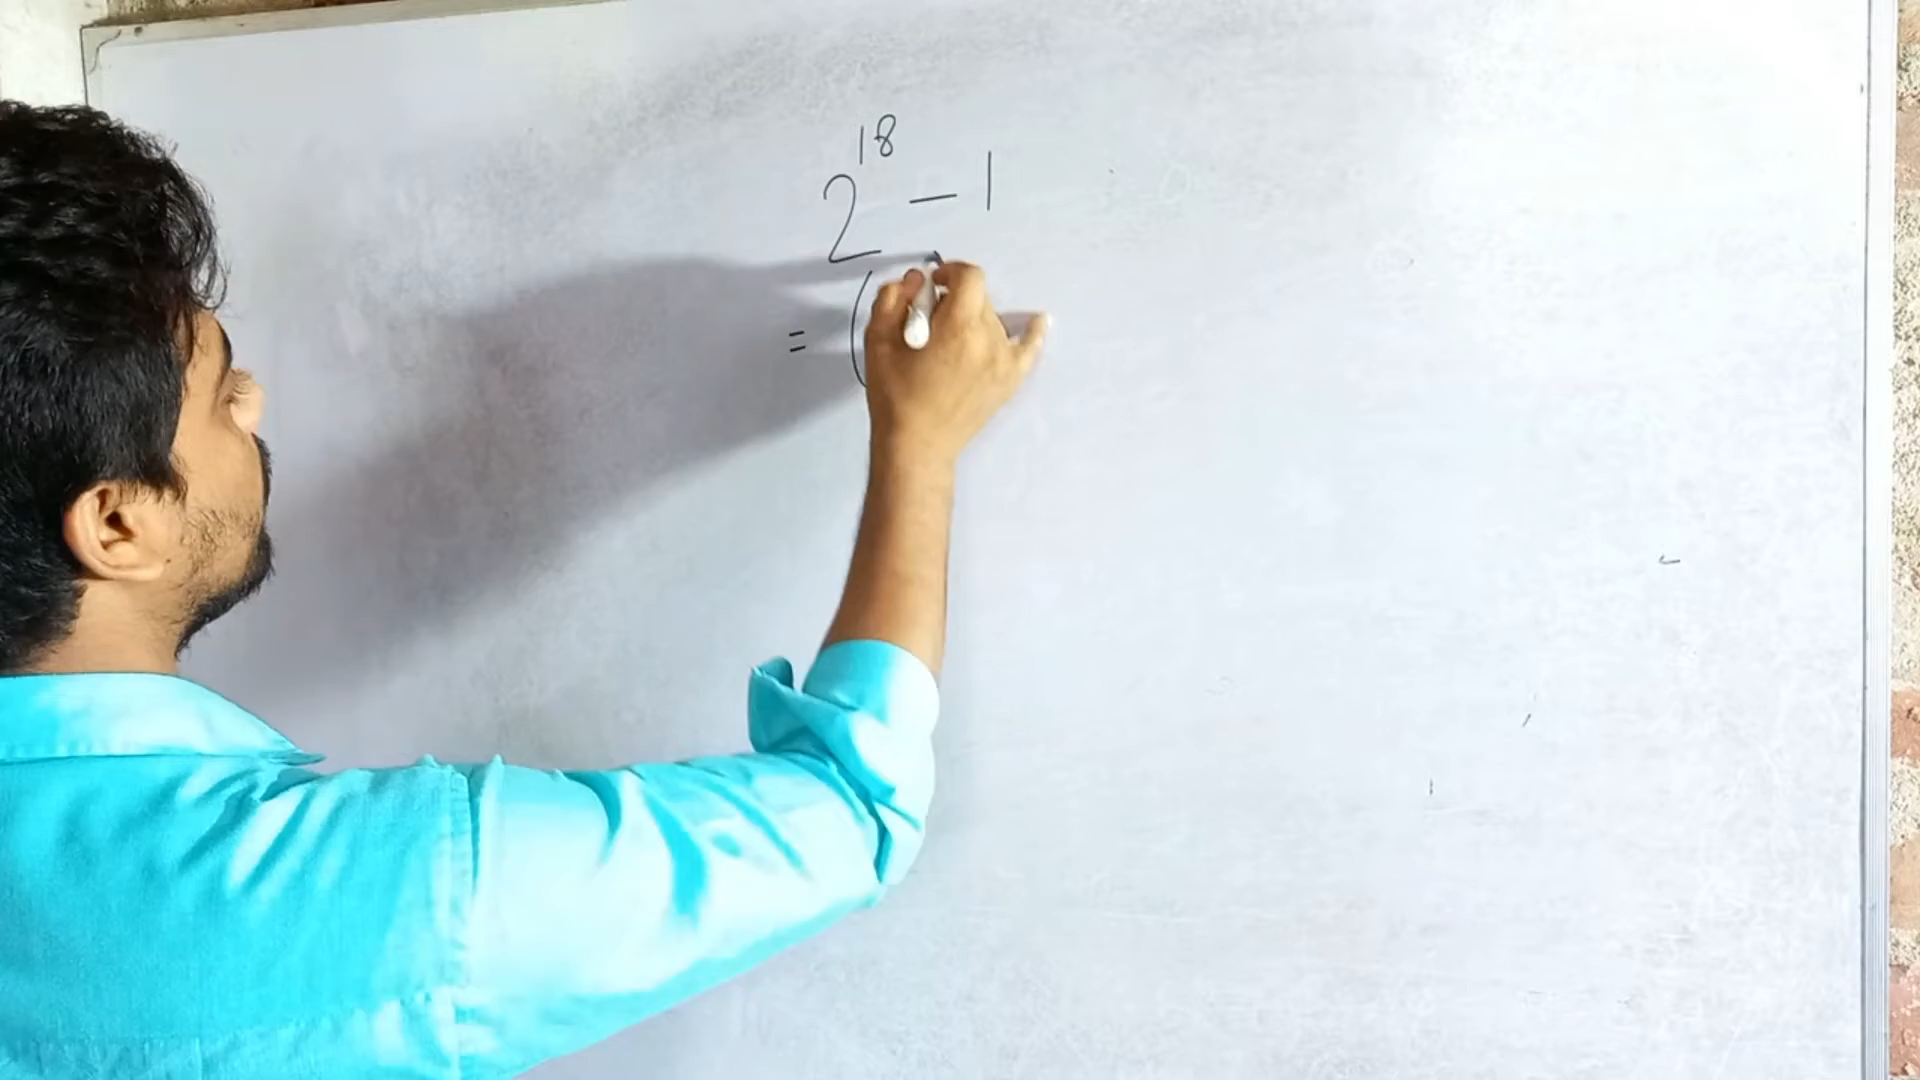 2^18 - 1
= (